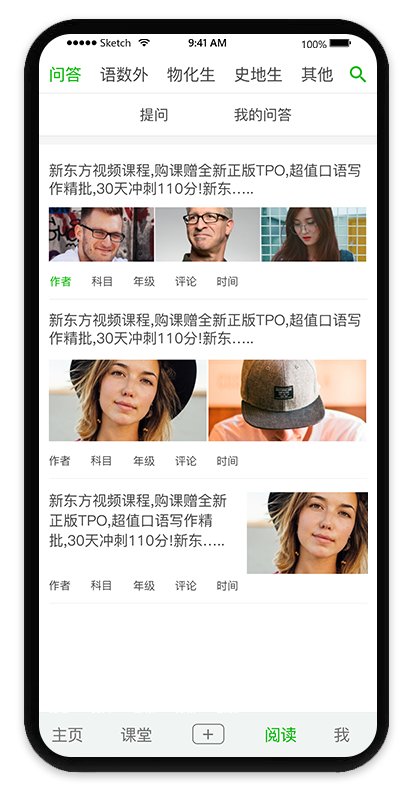 Sketch 9:41 AM 100%
问答 语数外 物化生 史地生 其他
提问 我的问答
新东方视频课程,购课赠全新正版TPO,超值口语写
作精批,30天冲刺110分!新东…..
作者 科目 年级 评论 时间
新东方视频课程,购课赠全新正版TPO,超值口语写
作精批,30天冲刺110分!新东…..
作者 科目 年级 评论 时间
新东方视频课程,购课赠全新
正版TPO,超值口语写作精
批,30天冲刺110分!新东…..
作者 科目 年级 评论 时间
主页 课堂 + 阅读 我